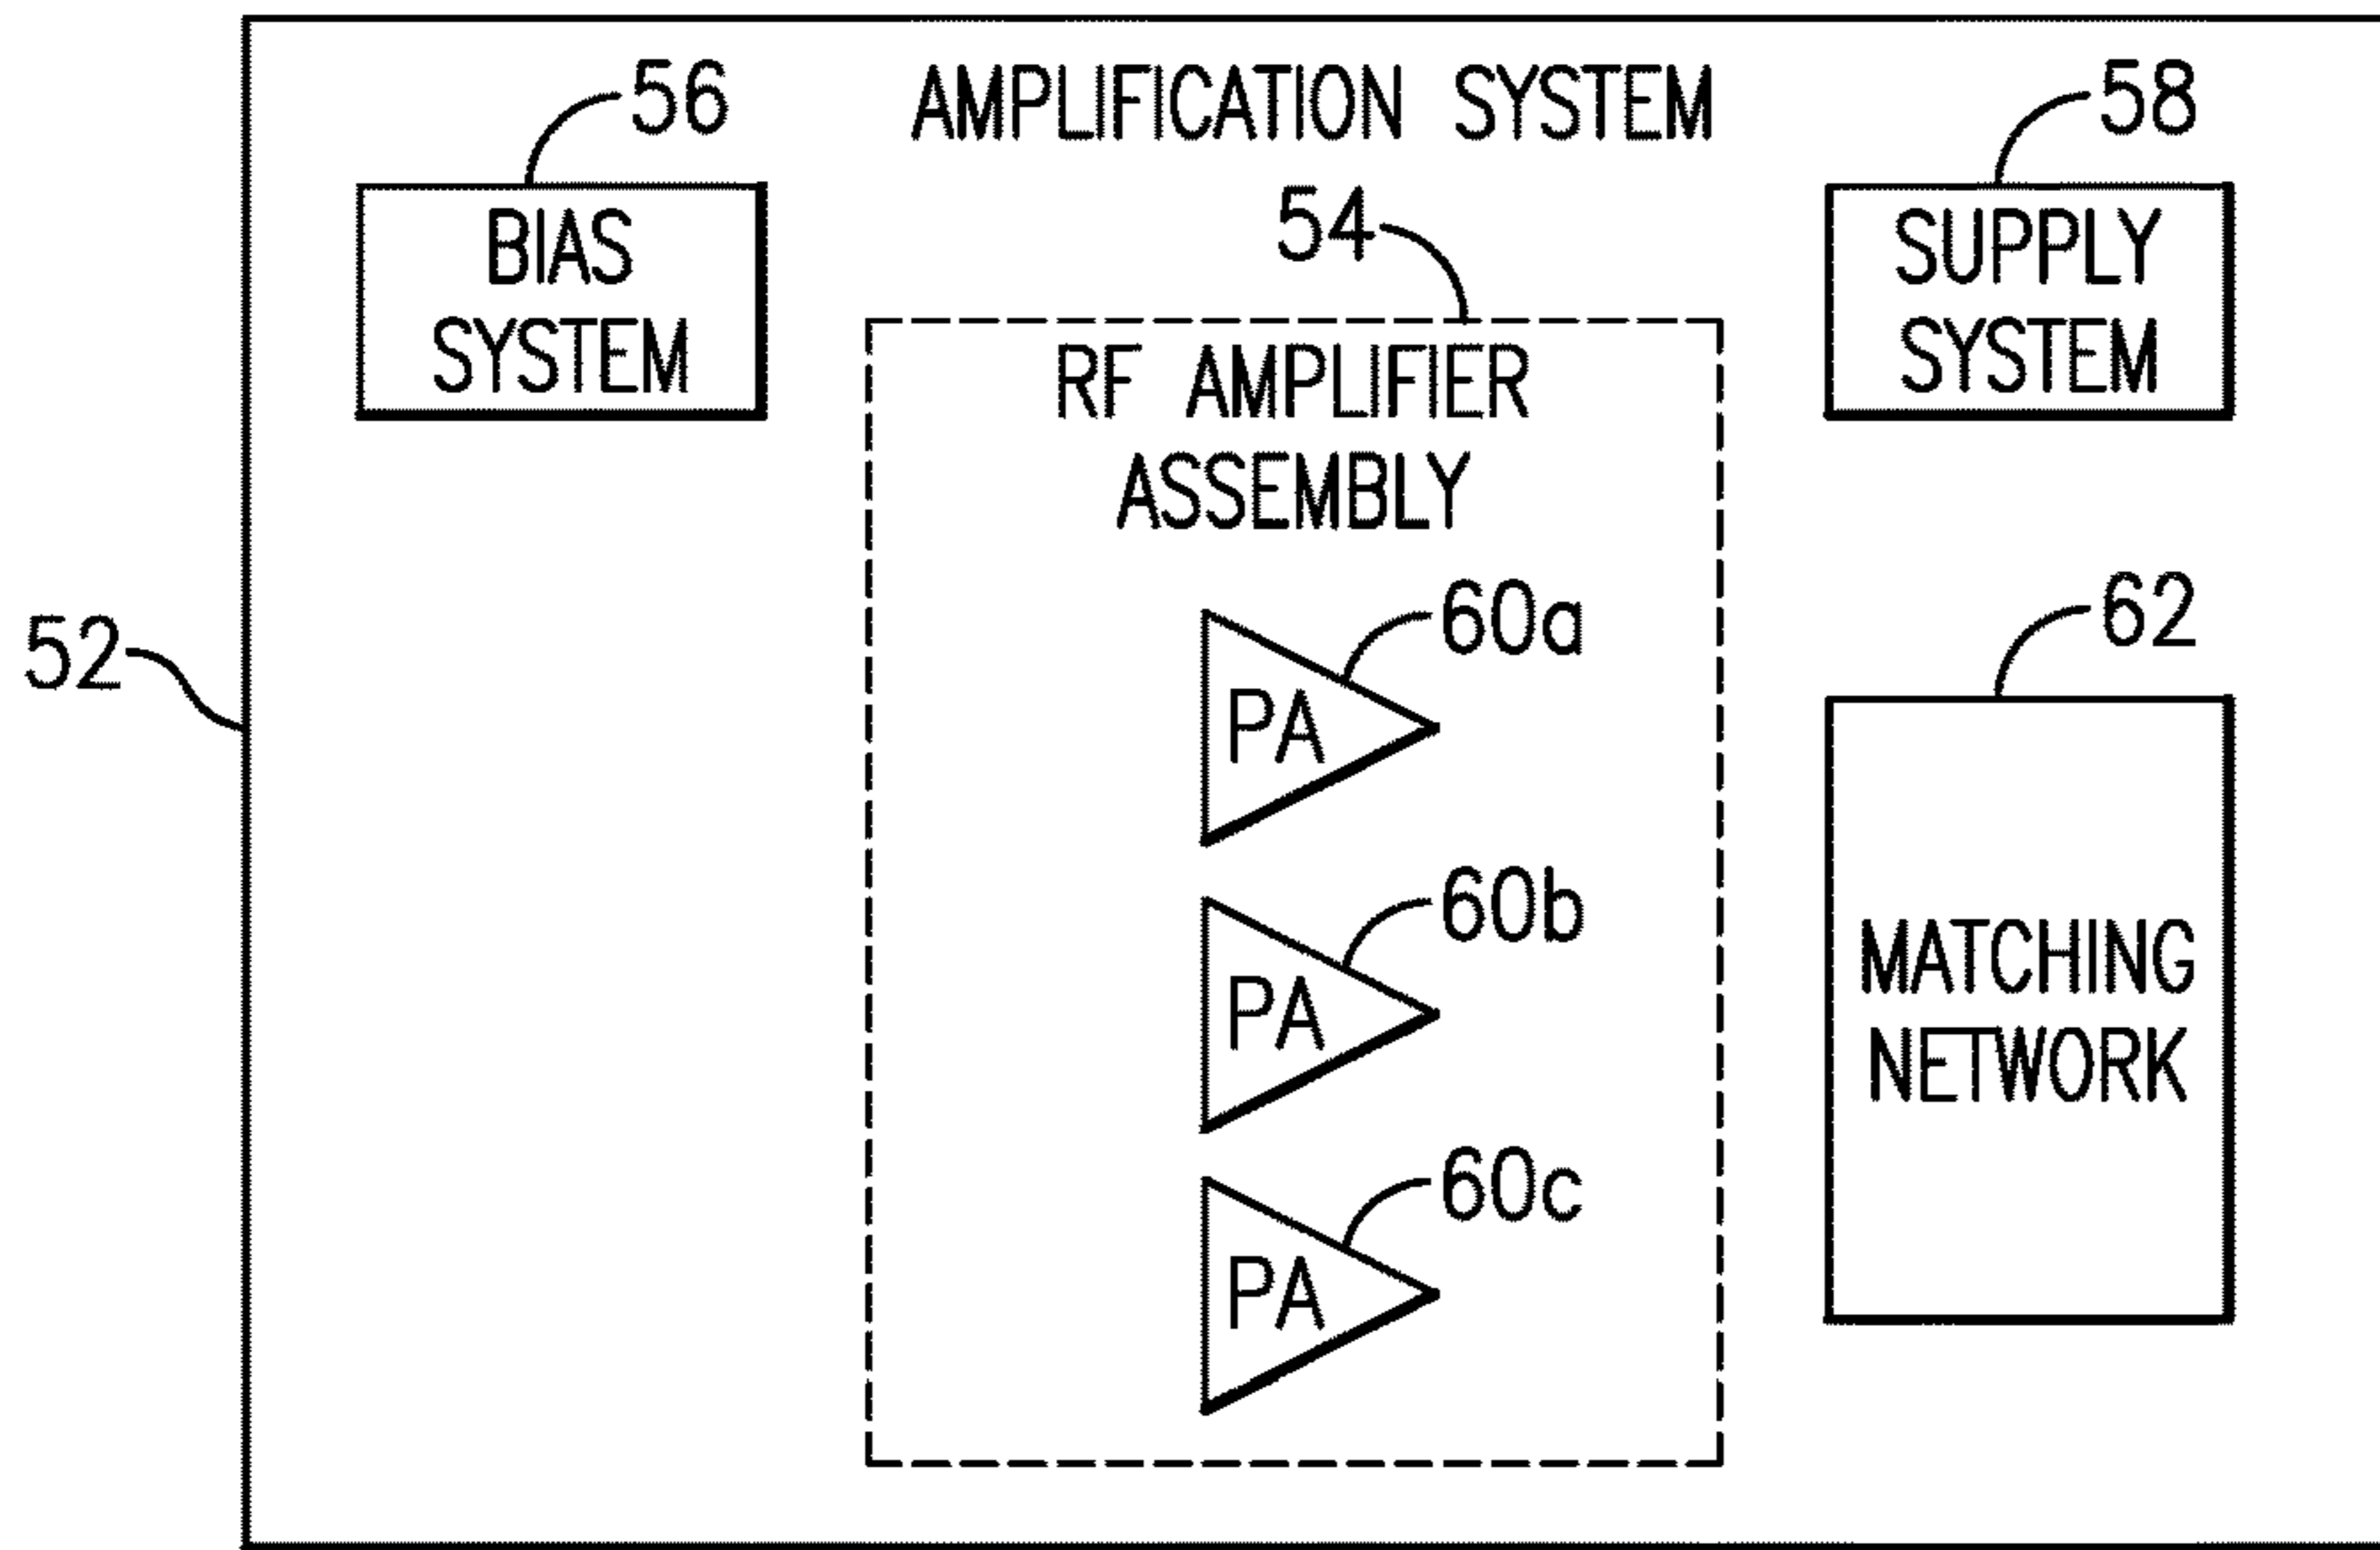 AMPLIFICATION SYSTEM
56
58
BIAS
SYSTEM
54
SUPPLY
SYSTEM
RF AMPLIFIER
ASSEMBLY
52
60a
PA
62
60b
PA
MATCHING
NETWORK
60c
PA